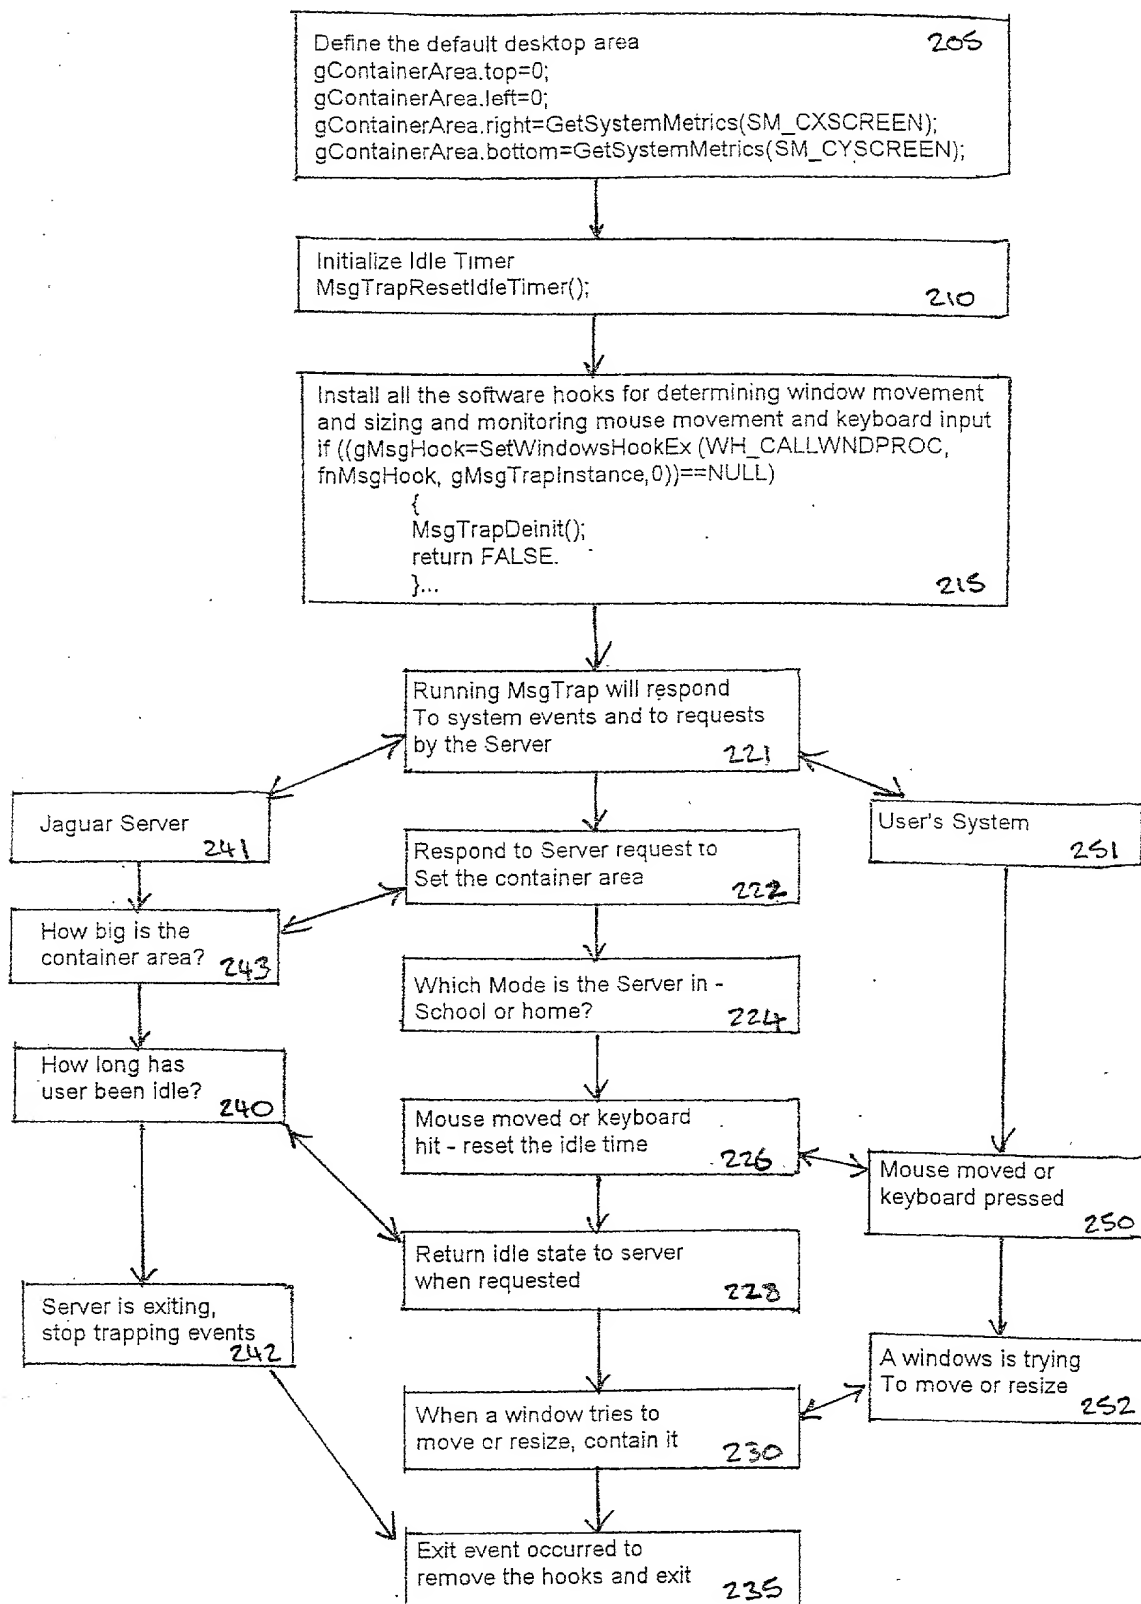 Define the default desktop area 205
gContainerArea.top=0;
gContainerArea.left=0;
gContainerArea.right=GetSystemMetrics(SM_CXSCREEN);
gContainerArea.bottom=GetSystemMetrics(SM_CYSCREEN);
Initialize Idle Timer
MsgTrapResetIdleTimer();
210
Install all the software hooks for determining window movement
and sizing and monitoring mouse movement and keyboard input
if ((gMsgHook=SetWindowsHookEx (WH_CALLWNDPROC,
fnMsgHook, gMsgTrapInstance,0))==NULL)
{
MsgTrapDeinit();
return FALSE.
}...
215
Running MsgTrap will respond
To system events and to requests
by the Server
221
Jaguar Server
241
User's System
251
Respond to Server request to
Set the container area
222
How big is the
container area?
243
Which Mode is the Server in -
School or home?
224
How long has
user been idle?
240
Mouse moved or keyboard
hit - reset the idle time
226
Mouse moved or
keyboard pressed
250
Return idle state to server
when requested
228
Server is exiting,
stop trapping events
242
A windows is trying
To move or resize
252
When a window tries to
move or resize, contain it
230
Exit event occurred to
remove the hooks and exit
235